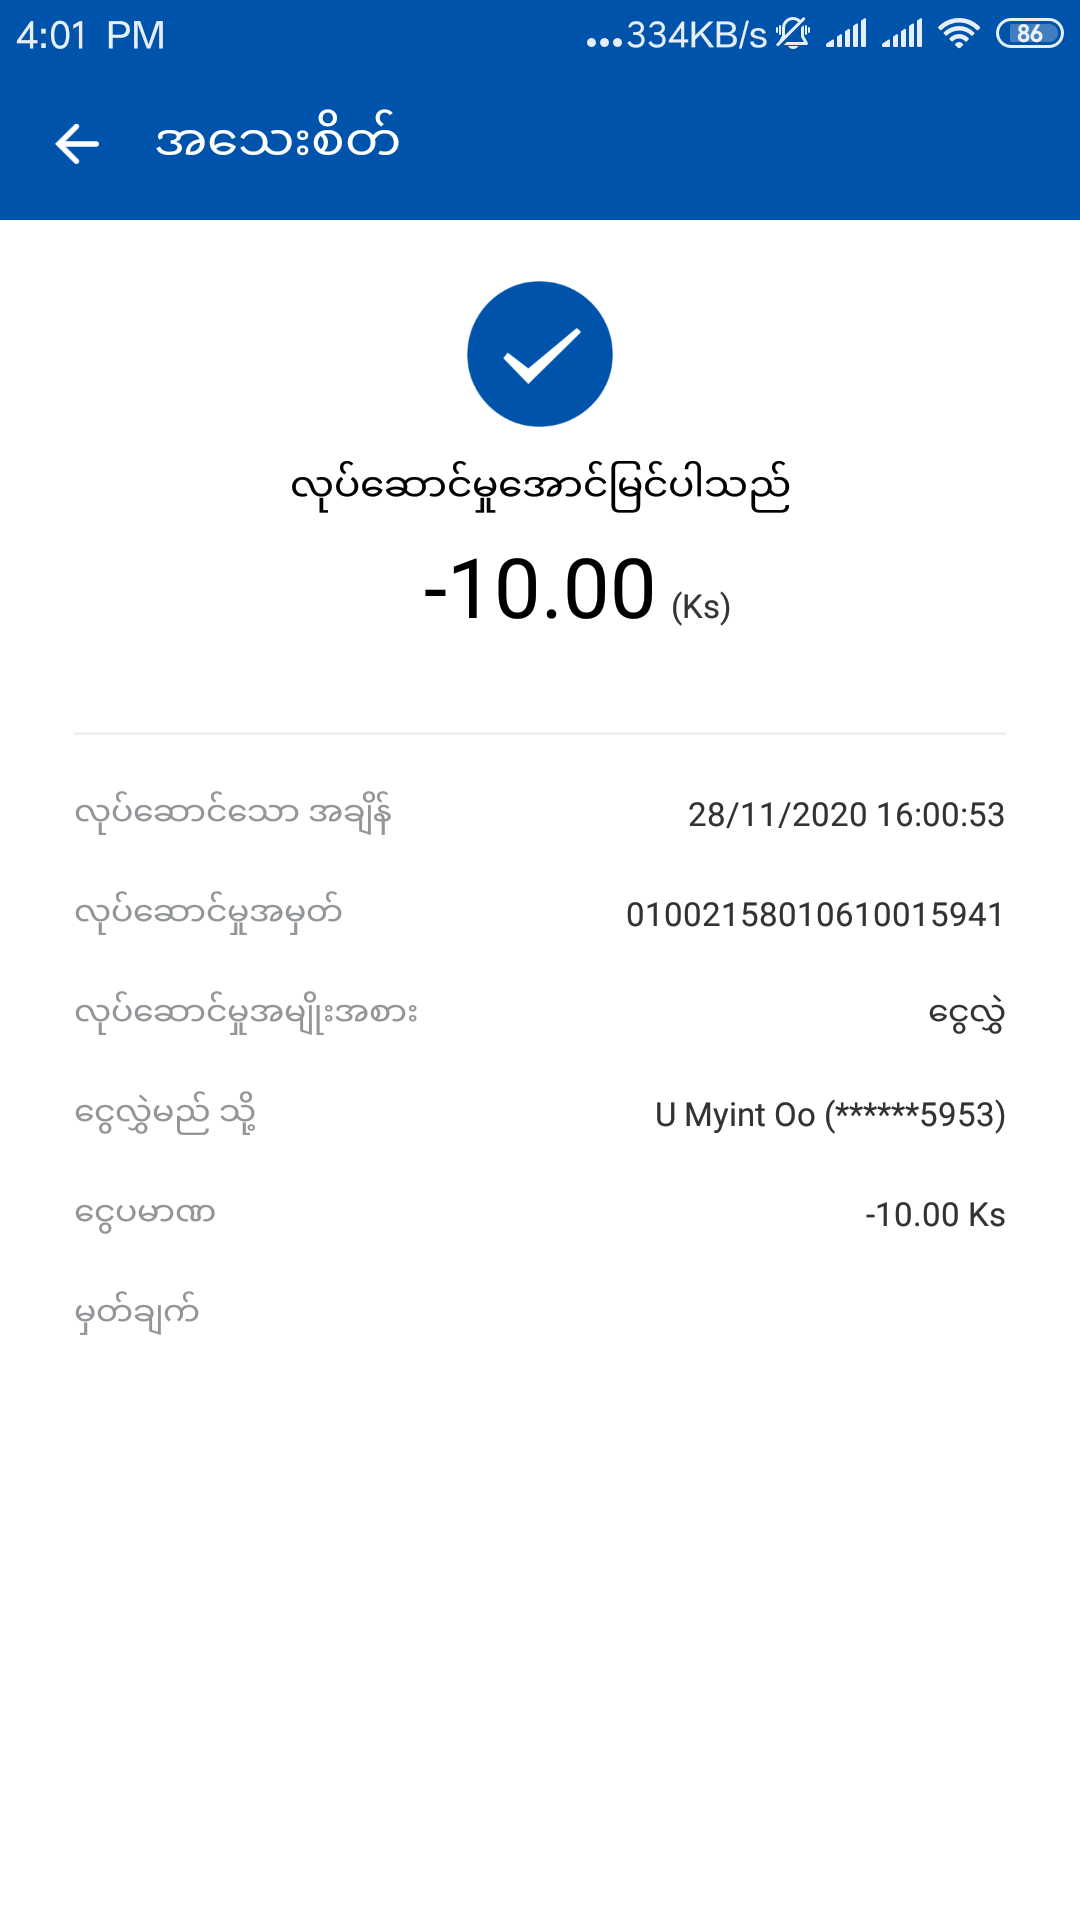 4:01 PM ...334KB/s 86
အသေးစိတ်
လုပ်ဆောင်မှုအောင်မြင်ပါသည်
-10.00 (Ks)
လုပ်ဆောင်သော အချိန် 28/11/2020 16:00:53
လုပ်ဆောင်မှုအမှတ် 01002158010610015941
လုပ်ဆောင်မှုအမျိုးအစား ငွေလွှဲ
ငွေလွှဲမည် သို့ U Myint Oo (******5953)
ငွေပမာဏ -10.00 Ks
မှတ်ချက်